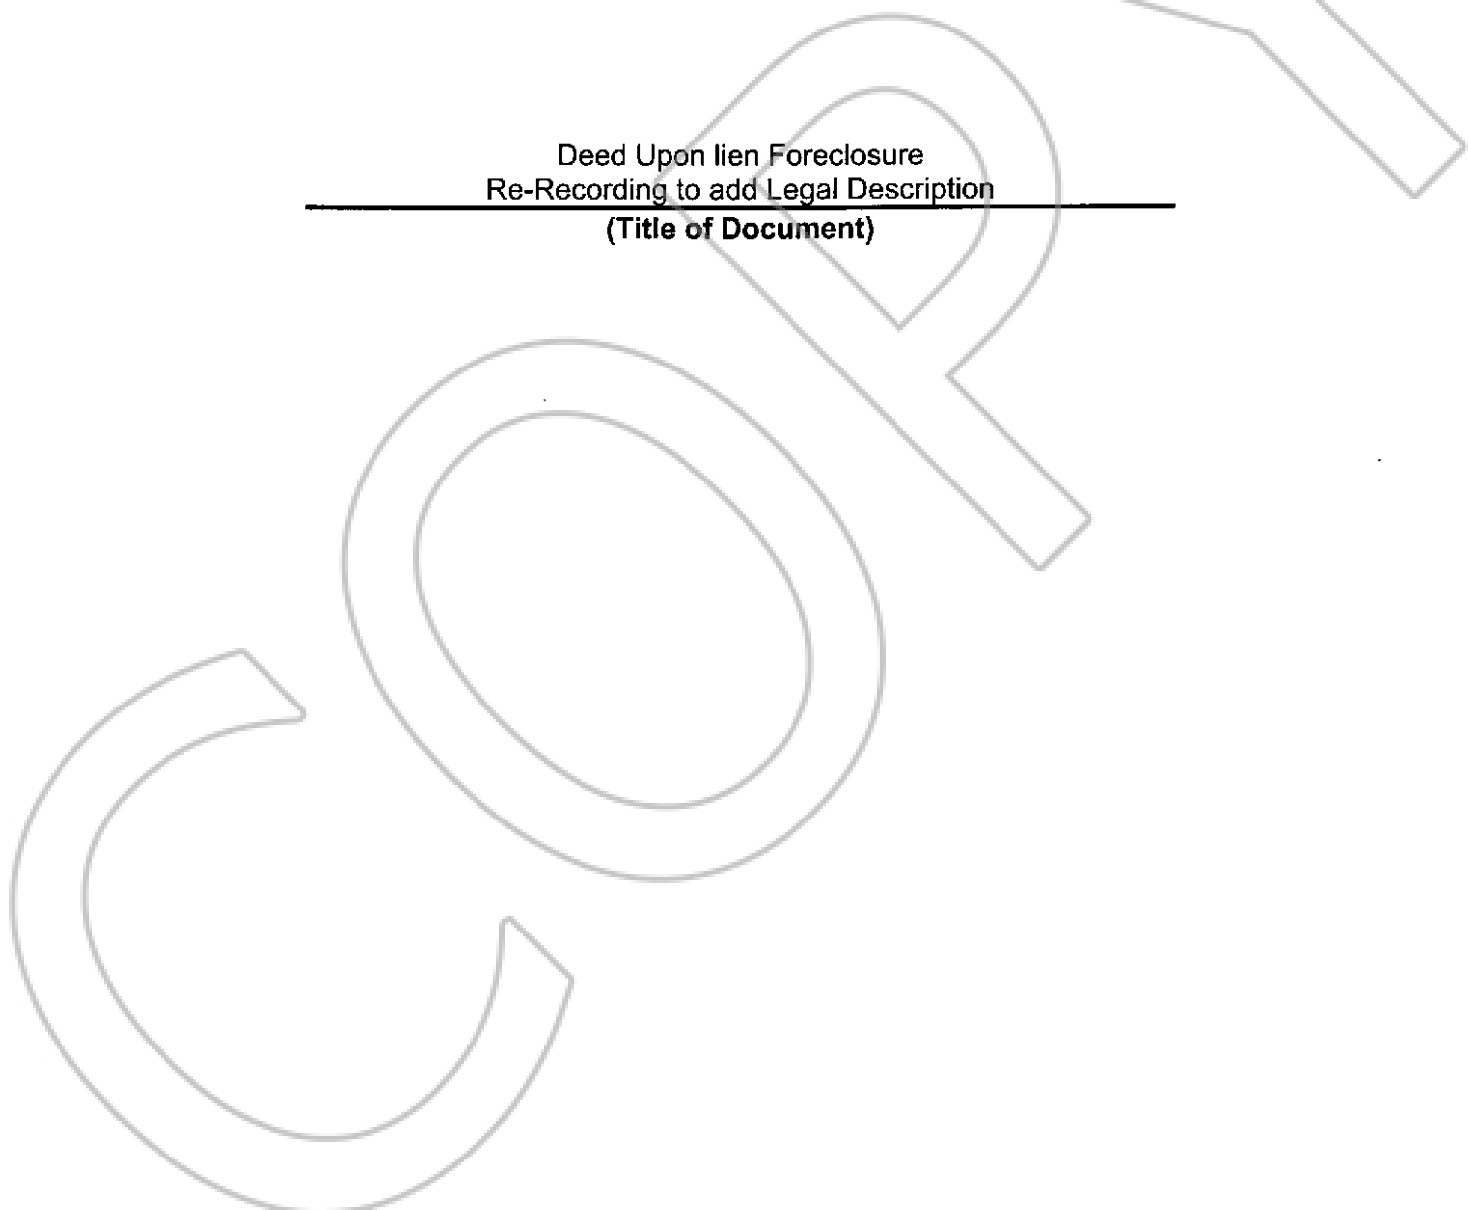 Deed Upon lien Foreclosure
Re-Recording to add Legal Description
(Title of Document)
COPY